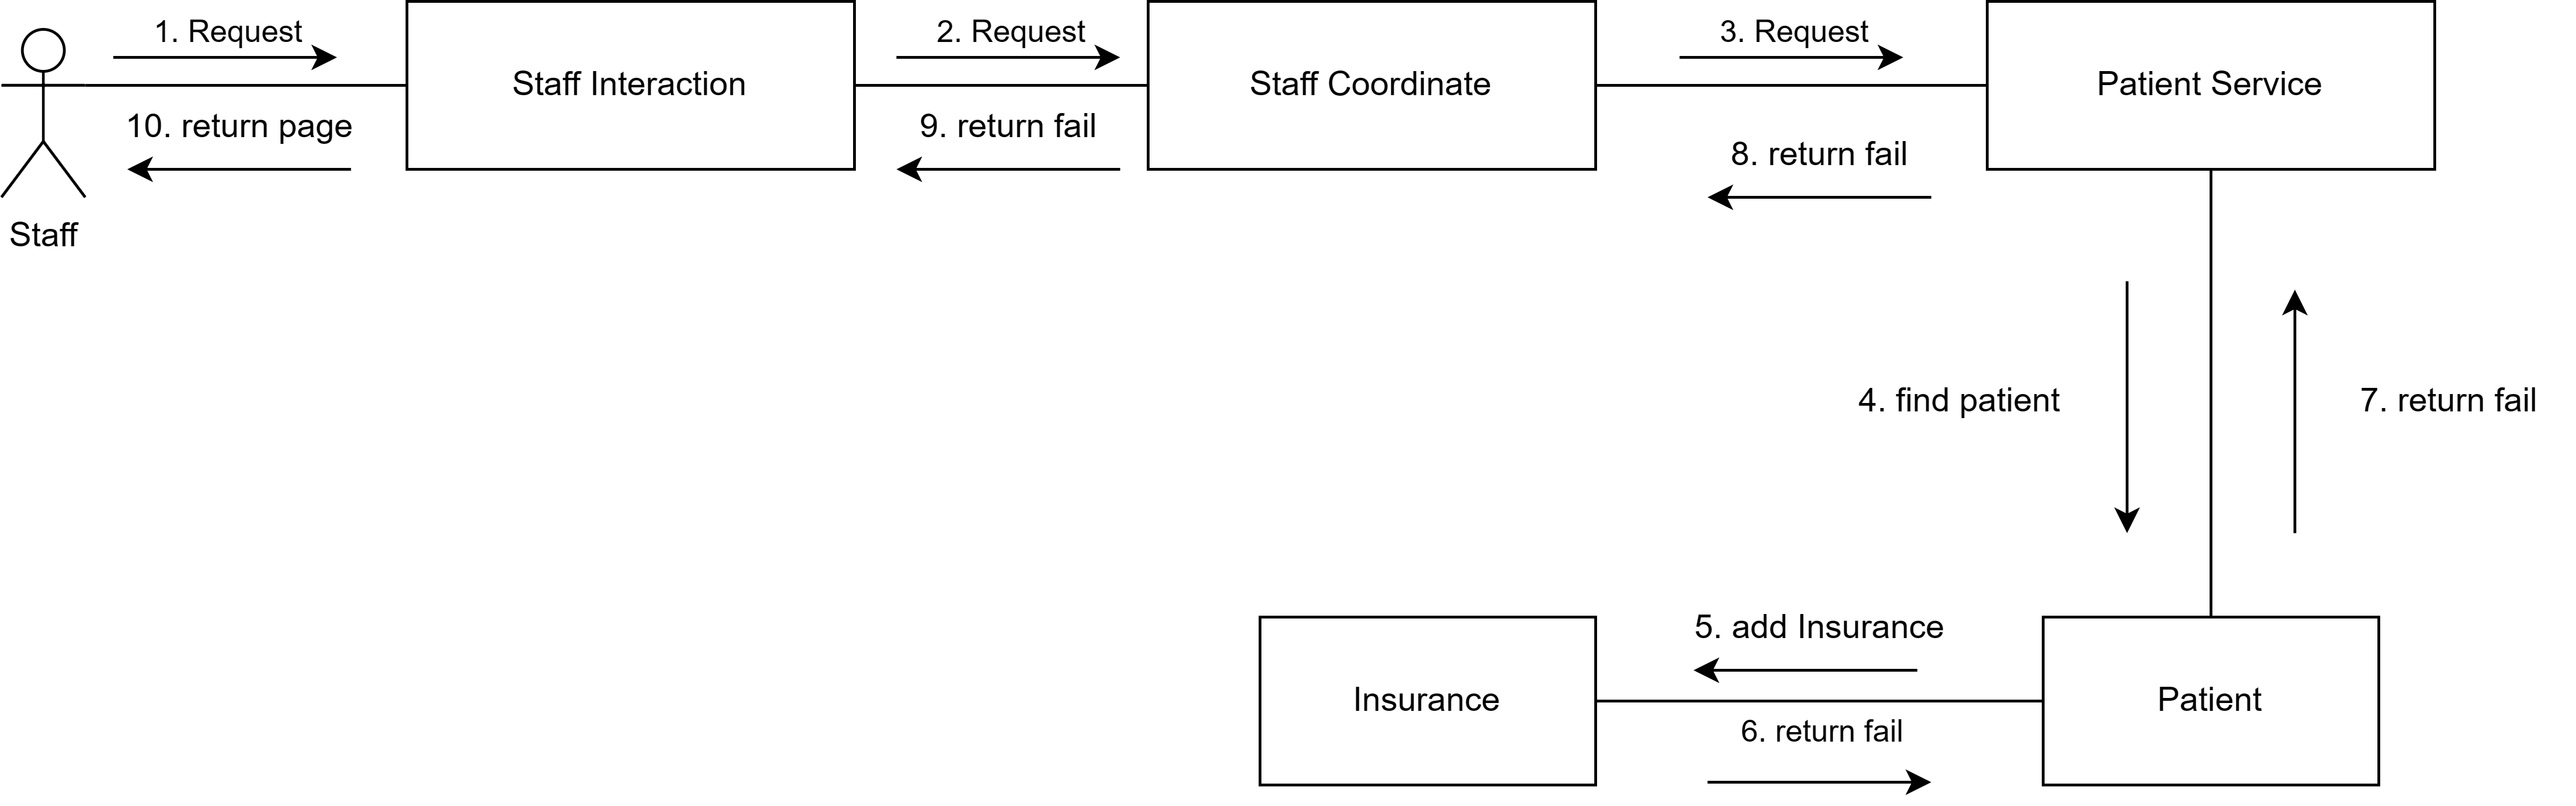 1. Request
2. Request
3. Request
Staff Interaction
Staff Coordinate
Patient Service
10. return page
9. return fail
8. return fail
Staff
4. find patient
7. return fail
5. add Insurance
Insurance
Patient
6. return fail